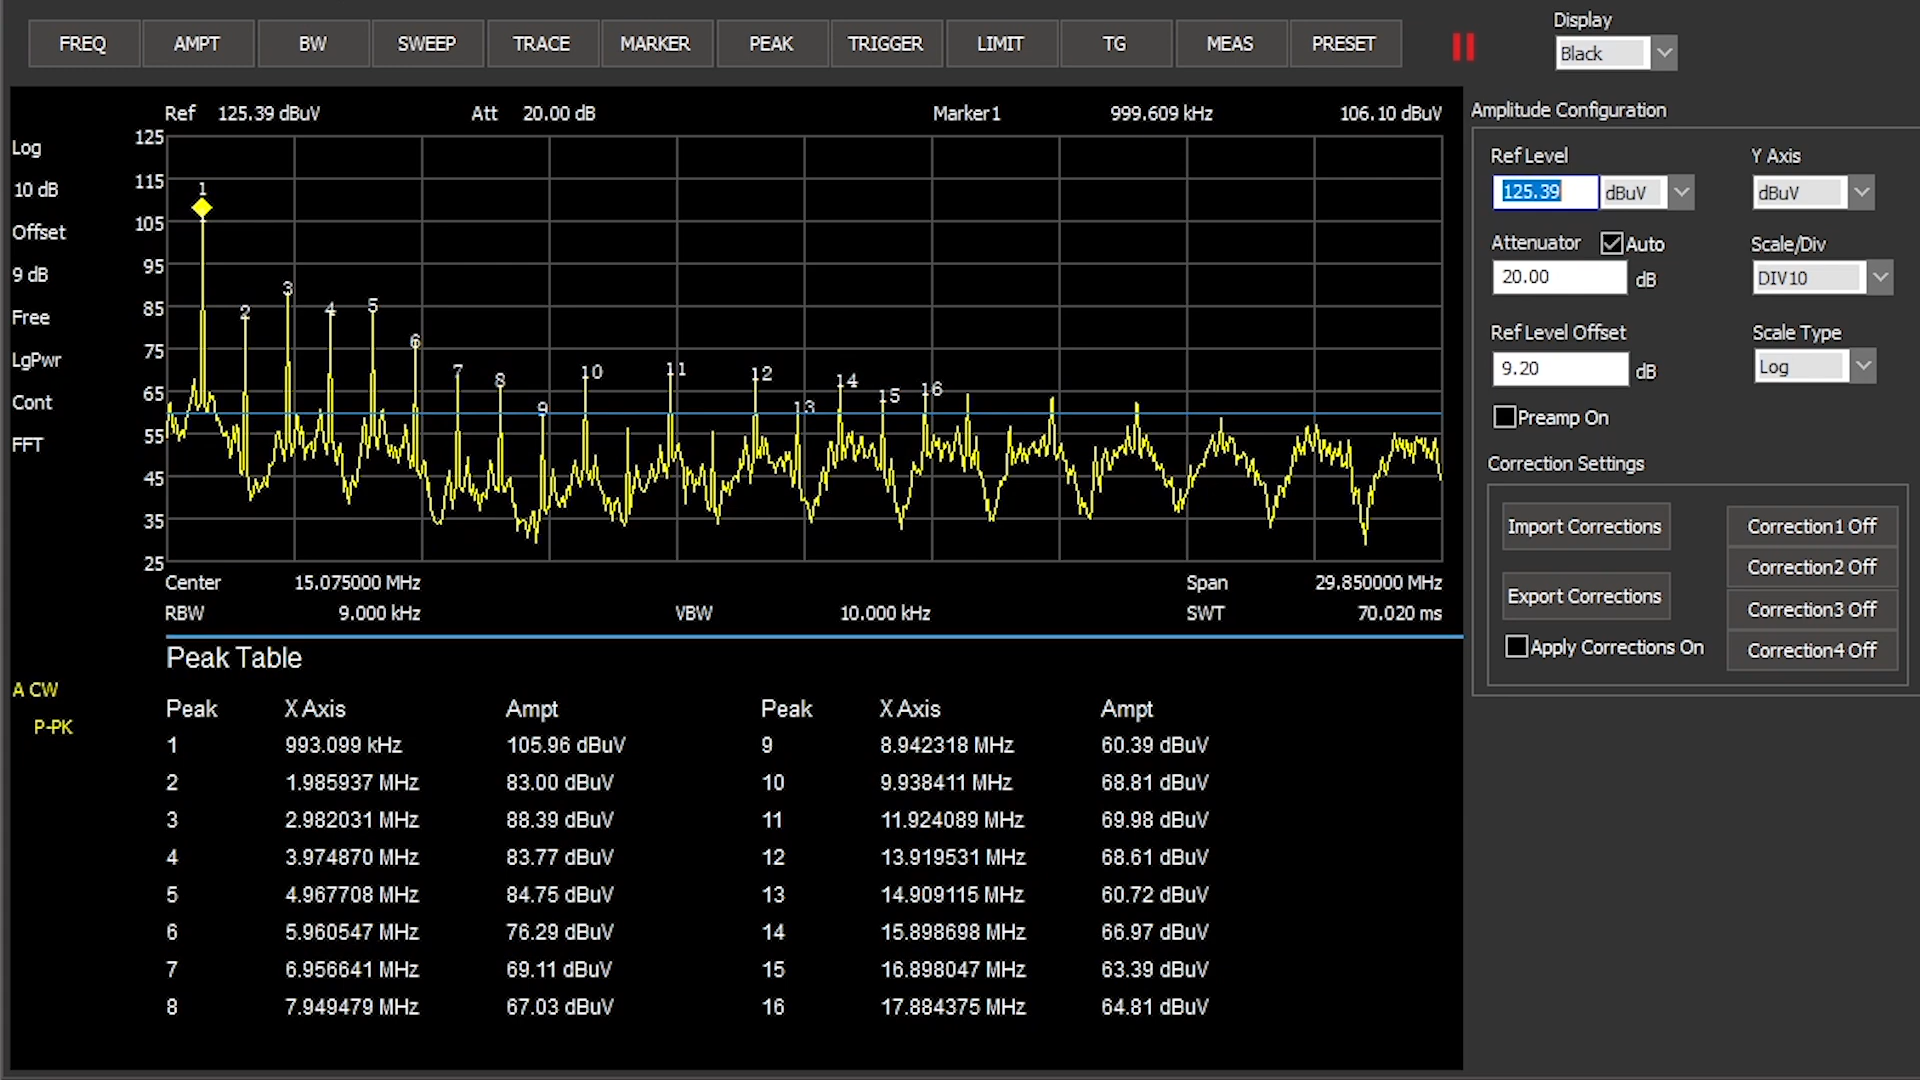 FREQ AMPT BW SWEEP TRACE MARKER PEAK TRIGGER LIMIT TG MEAS PRESET
Display
Black
Ref 125.39 dBuV Att 20.00 dB Marker1 999.609 kHz 106.10 dBuV
Log
10 dB
Offset
9 dB
Free
LgPwr
Cont
FFT
125
115
105
95
85
75
65
55
45
35
25
1
2
3
4
5
6
7
8
9
10
11
12
13
14
15
16
Center 15.075000 MHz Span 29.850000 MHz
RBW 9.000 kHz VBW 10.000 kHz SWT 70.020 ms
A CW
P-PK
Peak Table
Peak X Axis Ampt Peak X Axis Ampt
1 993.099 kHz 105.96 dBuV 9 8.942318 MHz 60.39 dBuV
2 1.985937 MHz 83.00 dBuV 10 9.938411 MHz 68.81 dBuV
3 2.982031 MHz 88.39 dBuV 11 11.924089 MHz 69.98 dBuV
4 3.974870 MHz 83.77 dBuV 12 13.919531 MHz 68.61 dBuV
5 4.967708 MHz 84.75 dBuV 13 14.909115 MHz 60.72 dBuV
6 5.960547 MHz 76.29 dBuV 14 15.898698 MHz 66.97 dBuV
7 6.956641 MHz 69.11 dBuV 15 16.898047 MHz 63.39 dBuV
8 7.949479 MHz 67.03 dBuV 16 17.884375 MHz 64.81 dBuV
Amplitude Configuration
Ref Level Y Axis
125.39 dBuV dBuV
Attenuator Auto Scale/Div
20.00 dB DIV10
Ref Level Offset Scale Type
9.20 dB Log
Preamp On
Correction Settings
Import Corrections Correction1 Off
Correction2 Off
Export Corrections Correction3 Off
Apply Corrections On Correction4 Off